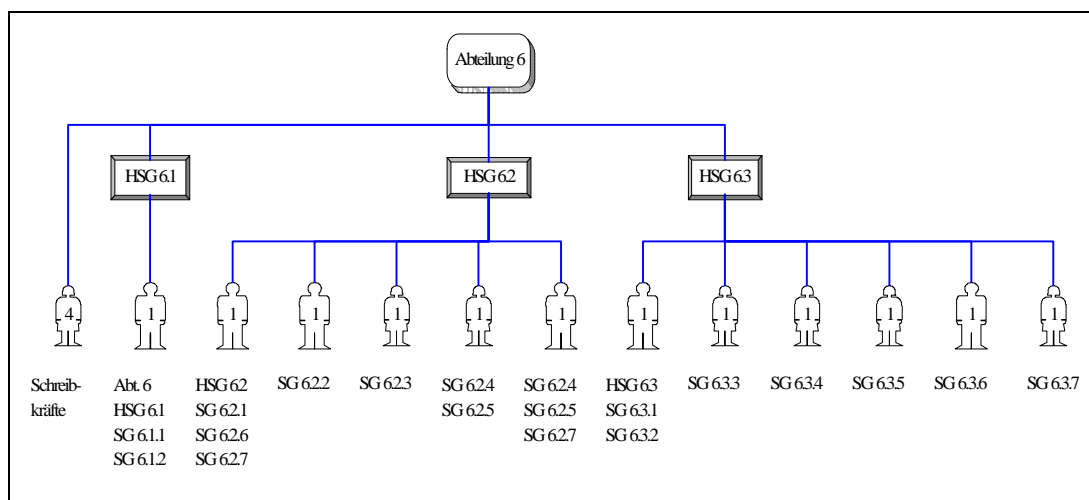 Abteilung 6
HSG 6.1
HSG 6.2
HSG 6.3
4
1
1
1
1
1
1
1
1
1
1
1
1
Schreib-
kräfte
Abt. 6
HSG 6.1
SG 6.1.1
SG 6.1.2
HSG 6.2
SG 6.2.1
SG 6.2.6
SG 6.2.7
SG 6.2.2
SG 6.2.3
SG 6.2.4
SG 6.2.5
SG 6.2.4
SG 6.2.5
SG 6.2.7
HSG 6.3
SG 6.3.1
SG 6.3.2
SG 6.3.3
SG 6.3.4
SG 6.3.5
SG 6.3.6
SG 6.3.7